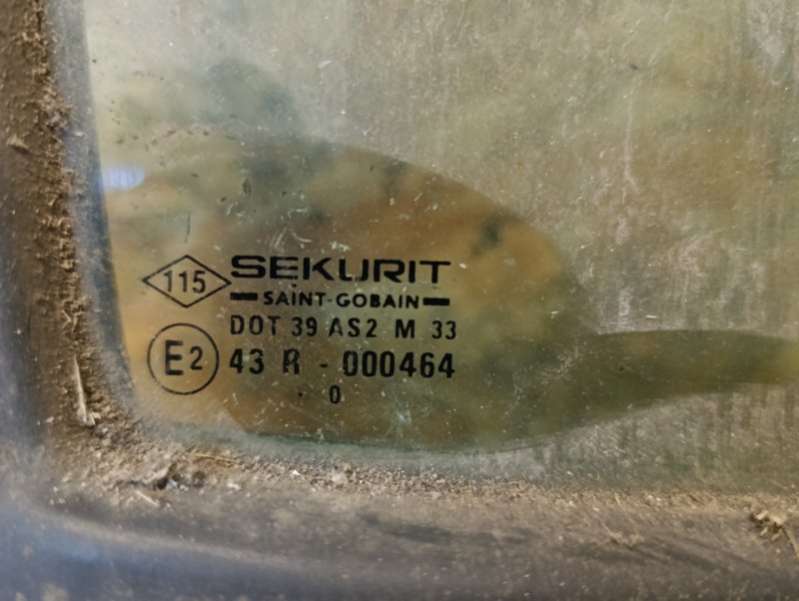 115
SEKURIT
SAINT-GOBAIN
DOT 39 AS2 M 33
E2 43 R - 000464
0